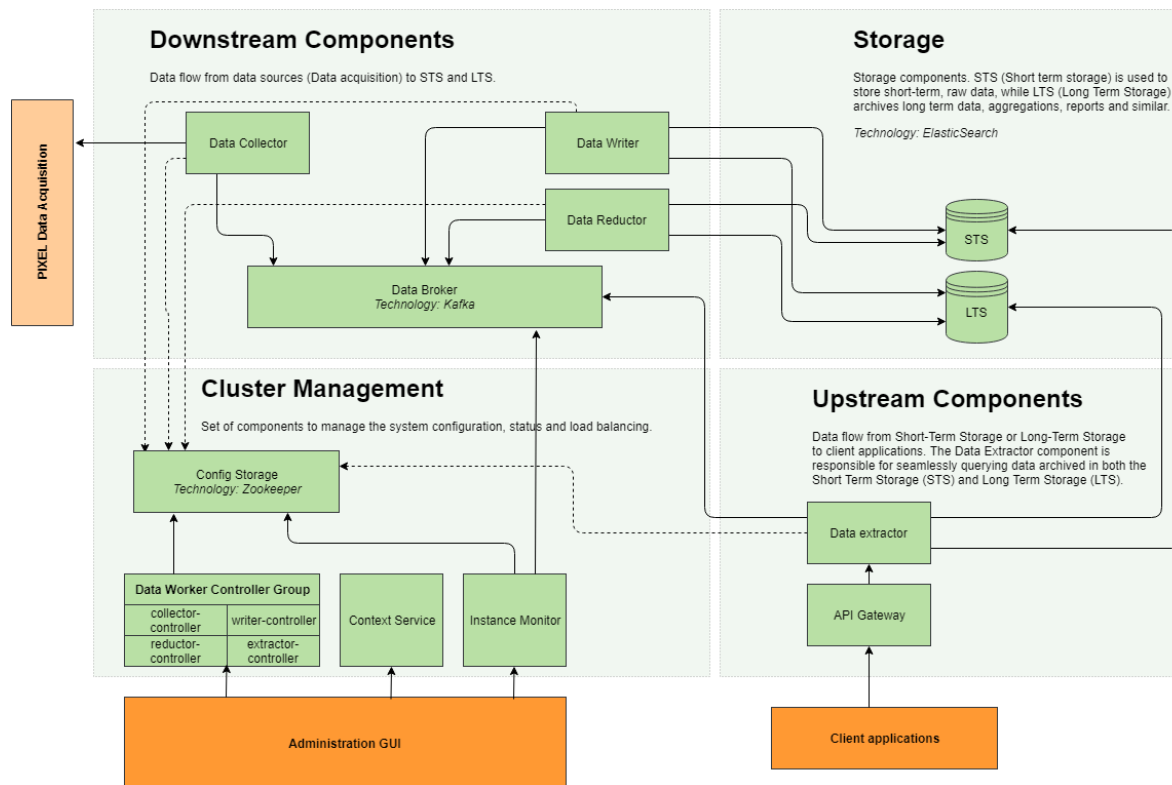 Downstream Components
Data flow from data sources (Data acquisition) to STS and LTS.
Storage
Storage components. STS (Short term storage) is used to
store short-term, raw data, while LTS (Long Term Storage)
archives long term data, aggregations, reports and similar.
Technology: ElasticSearch
PIXEL Data Acquisition
Data Collector
Data Writer
Data Reductor
Data Broker
Technology: Kafka
STS
LTS
Cluster Management
Set of components to manage the system configuration, status and load balancing.
Config Storage
Technology: Zookeeper
Data Worker Controller Group
collector-
controller
writer-controller
reductor-
controller
extractor-
controller
Context Service
Instance Monitor
Upstream Components
Data flow from Short-Term Storage or Long-Term Storage
to client applications. The Data Extractor component is
responsible for seamlessly querying data archived in both the
Short Term Storage (STS) and Long Term Storage (LTS).
Data extractor
API Gateway
Administration GUI
Client applications